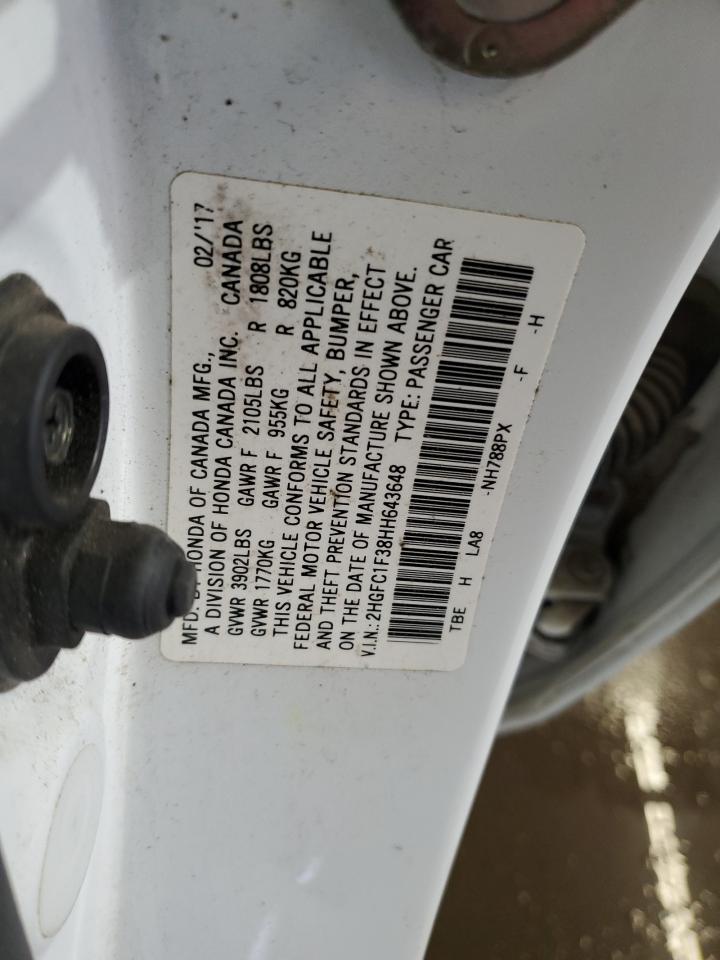 MFD. BY HONDA OF CANADA MFG., 02/'17
A DIVISION OF HONDA CANADA INC. CANADA
GVWR 3902LBS GAWR F 2105LBS R 1808LBS
GVWR 1770KG GAWR F 955KG R 820KG
THIS VEHICLE CONFORMS TO ALL APPLICABLE
FEDERAL MOTOR VEHICLE SAFETY, BUMPER,
AND THEFT PREVENTION STANDARDS IN EFFECT
ON THE DATE OF MANUFACTURE SHOWN ABOVE.
V.I.N.: 2HGFC1F38HH643648 TYPE: PASSENGER CAR
TBE H LA8 -NH788PX -F -H